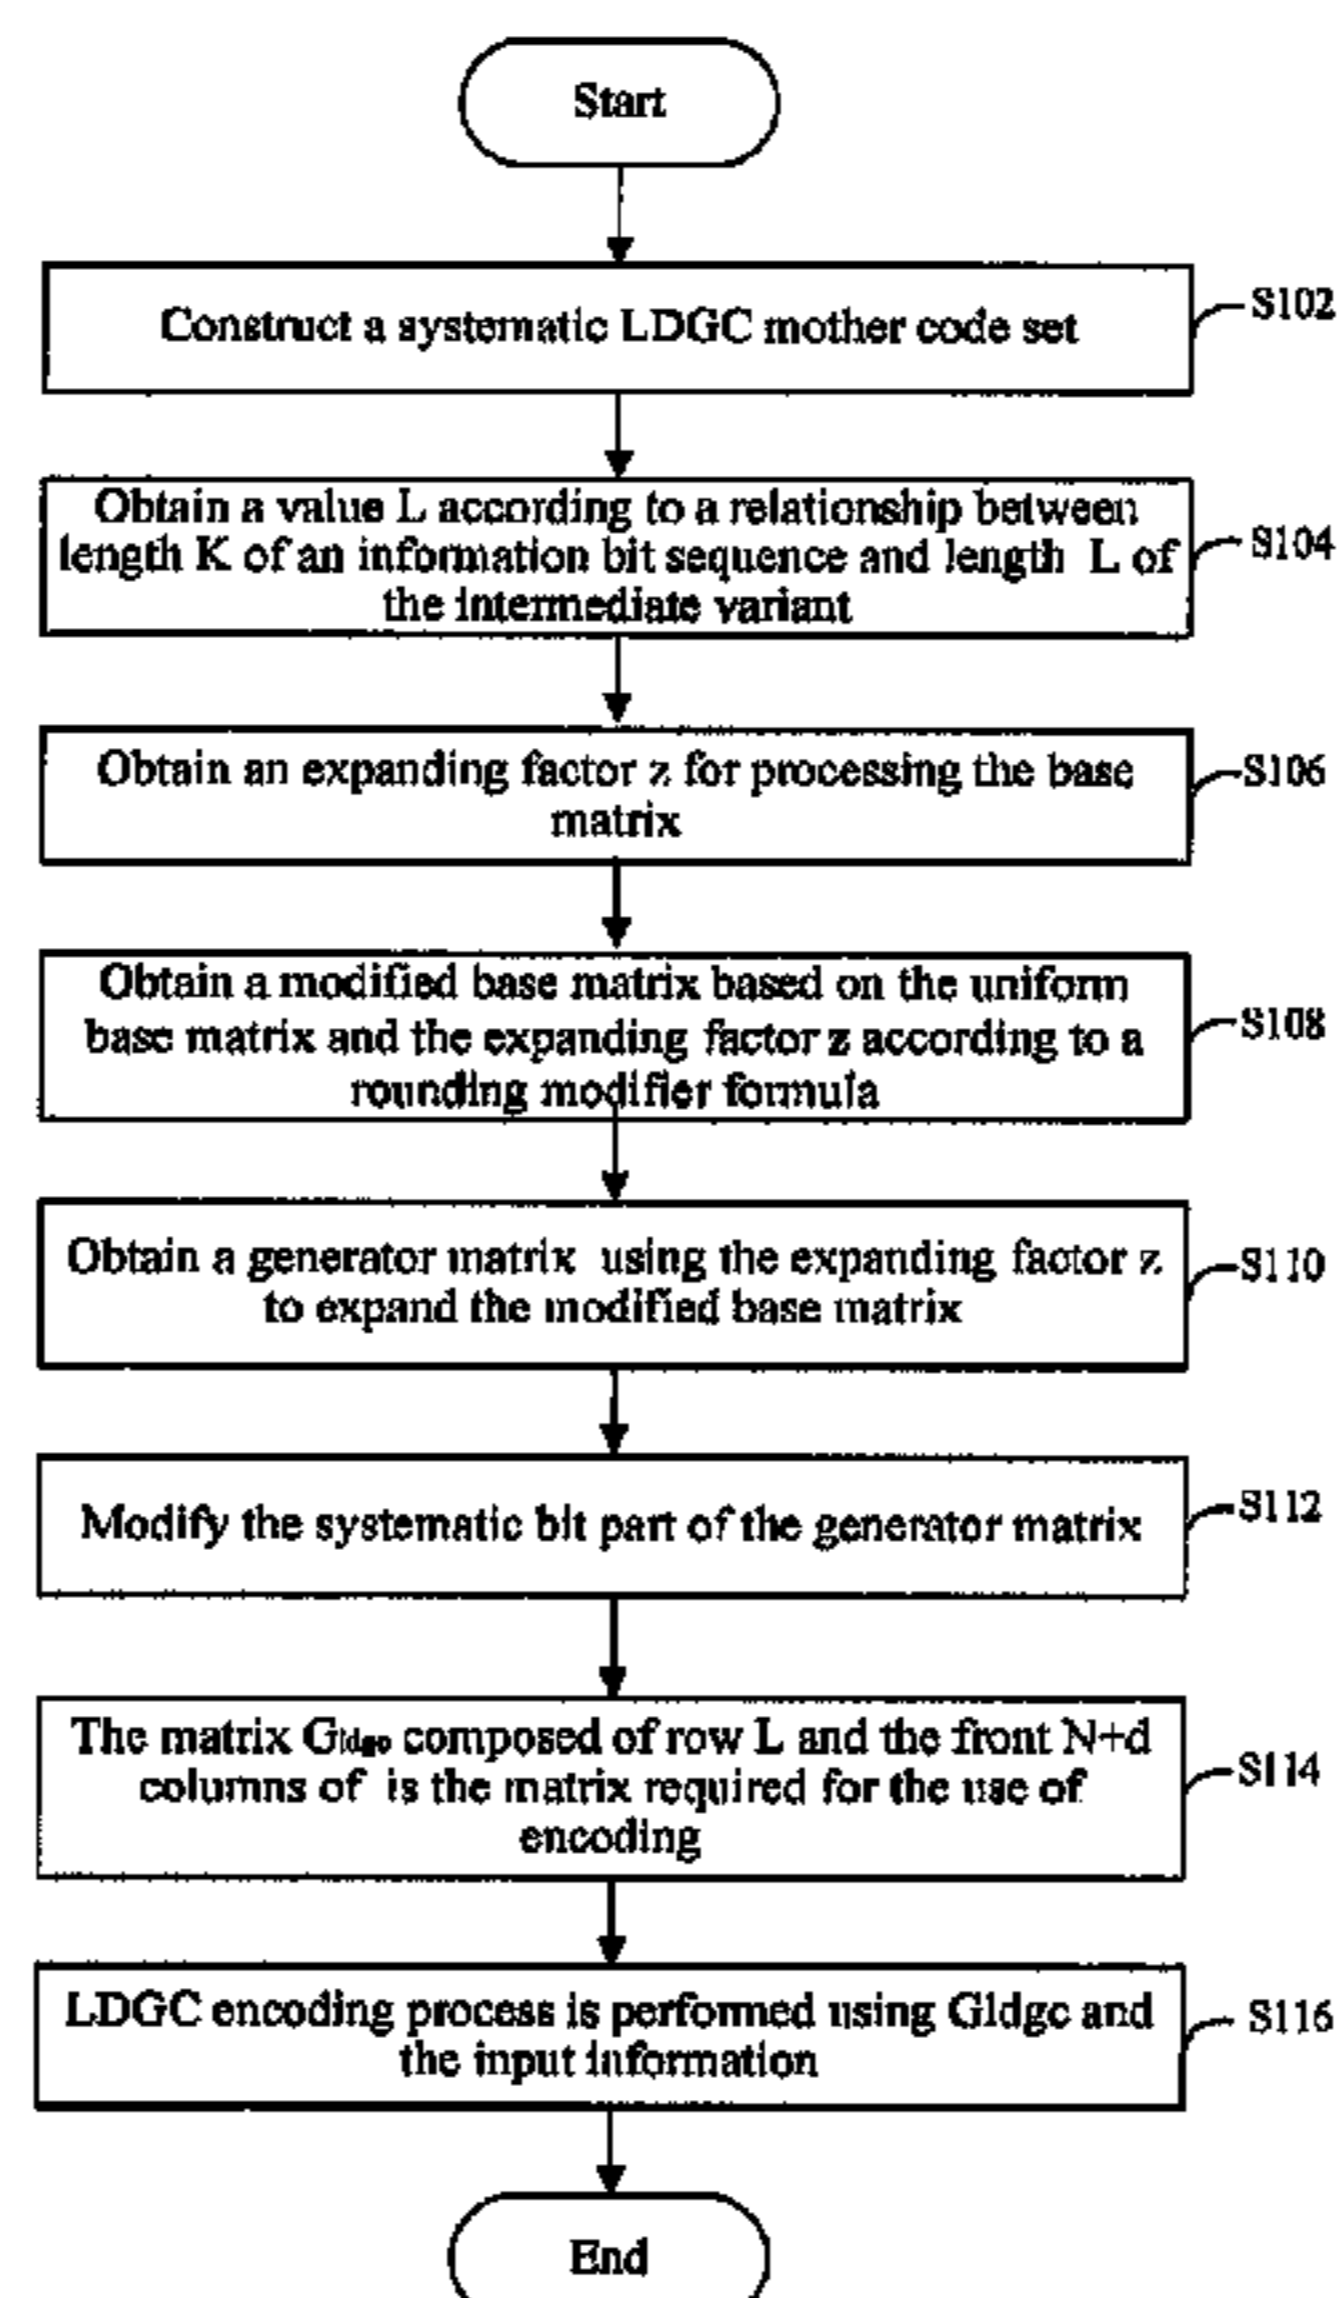 Start
Construct a systematic LDGC mother code set
S102
Obtain a value L according to a relationship between
length K of an information bit sequence and length L of
the intermediate variant
S104
Obtain an expanding factor z for processing the base
matrix
S106
Obtain a modified base matrix based on the uniform
base matrix and the expanding factor z according to a
rounding modifier formula
S108
Obtain a generator matrix using the expanding factor z
to expand the modified base matrix
S110
Modify the systematic bit part of the generator matrix
S112
The matrix Gldgc composed of row L and the front N+d
columns of is the matrix required for the use of
encoding
S114
LDGC encoding process is performed using Gldgc and
the input information
S116
End